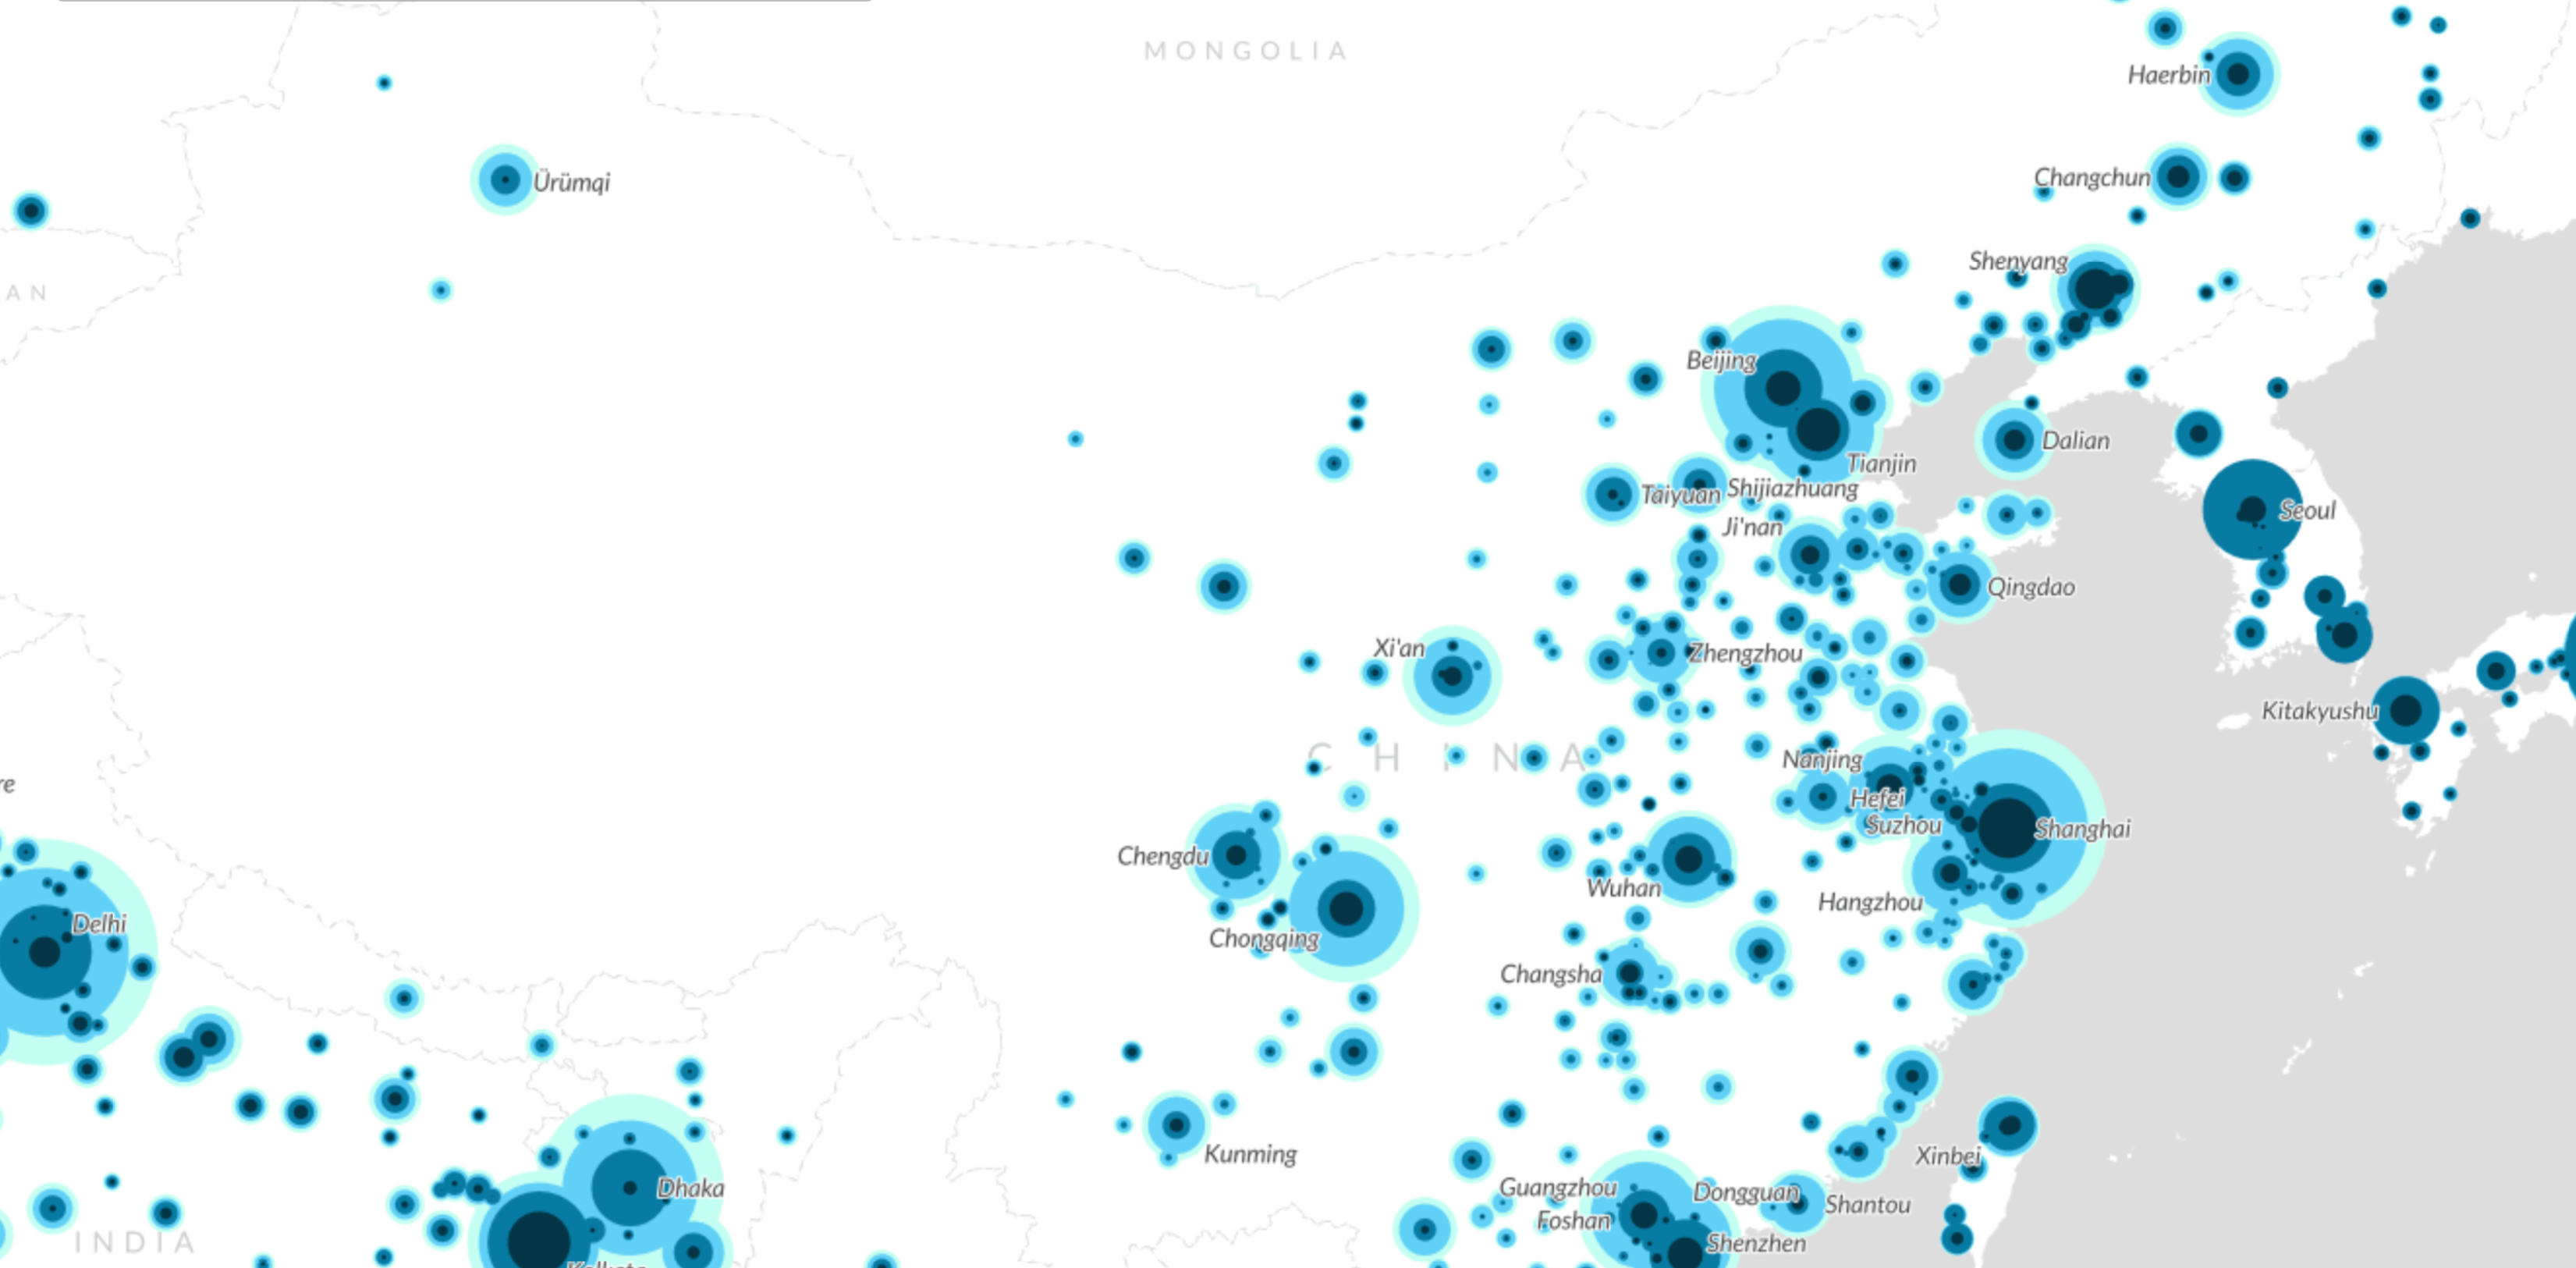 MONGOLIA
Haerbin
Ürümqi
Changchun
AN
Shenyang
Beijing
Dalian
Tianjin
Taiyuan
Shijiazhuang
Seoul
Ji'nan
Qingdao
Xi'an
Zhengzhou
Kitakyushu
CHINA
Nanjing
re
Hefei
Suzhou
Shanghai
Chengdu
Wuhan
Hangzhou
Delhi
Chongqing
Changsha
Kunming
Xinbei
Dhaka
Guangzhou
Dongguan
Shantou
Foshan
INDIA
Shenzhen